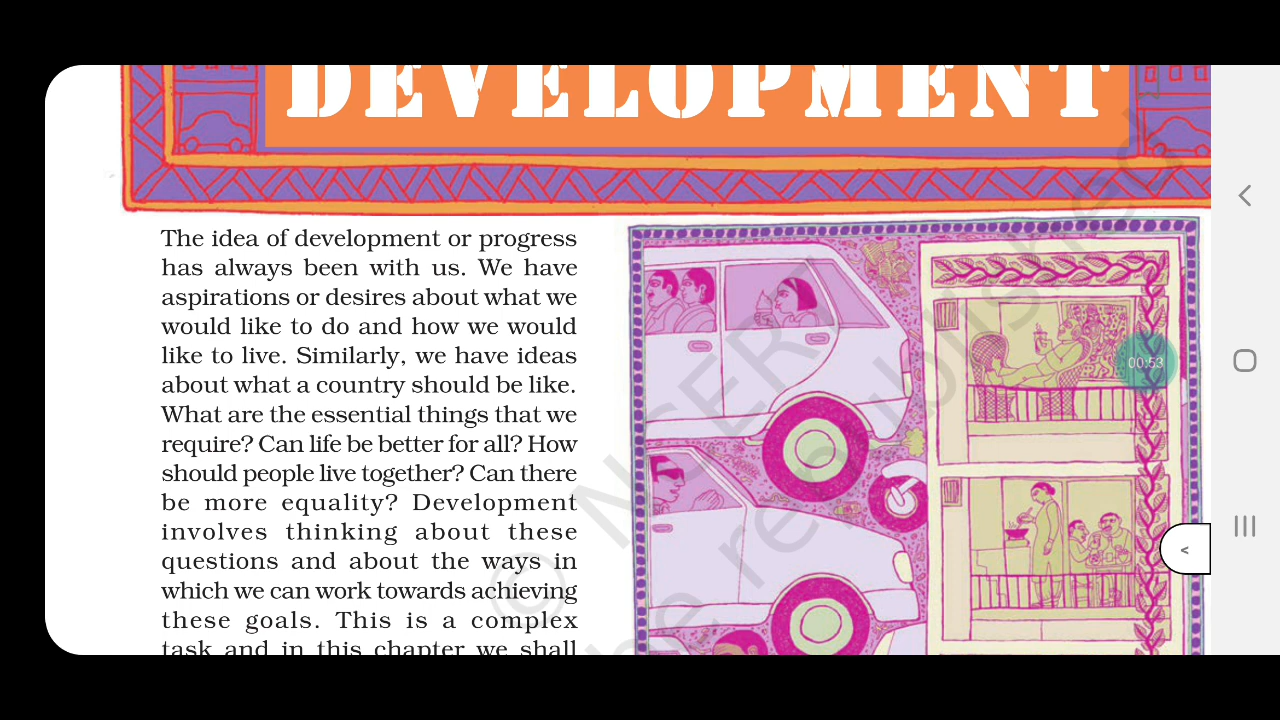 DEVELOPMENT
The idea of development or progress
has always been with us. We have
aspirations or desires about what we
would like to do and how we would
like to live. Similarly, we have ideas
about what a country should be like.
What are the essential things that we
require? Can life be better for all? How
should people live together? Can there
be more equality? Development
involves thinking about these
questions and about the ways in
which we can work towards achieving
these goals. This is a complex
task and in this chapter we shall
© NCERT
be republished
00:53
<